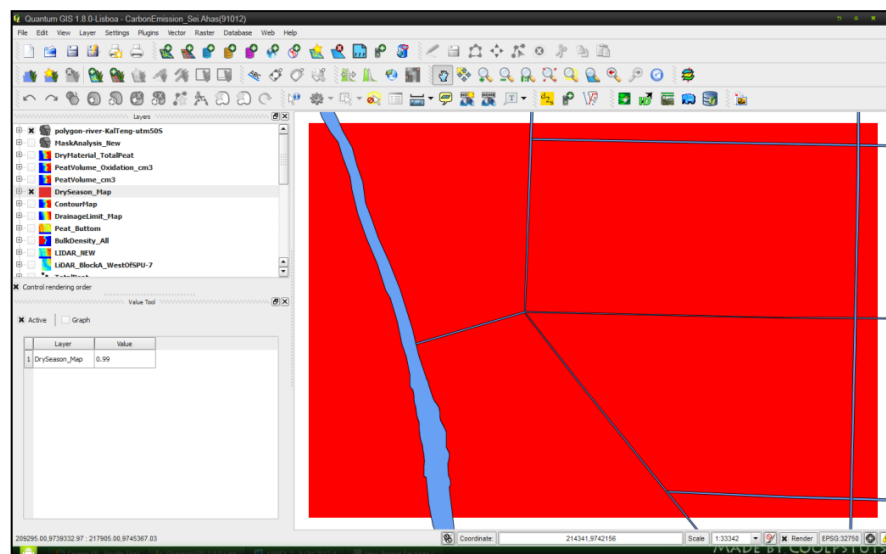 Quantum GIS 1.8.0-Lisboa - CarbonEmission_Sei Ahas(91012)
File Edit View Layer Settings Plugins Vector Raster Database Web Help
Layers
polygon-river-KalTeng-utm50S
MaskAnalysis_New
DryMaterial_TotalPeat
PeatVolume_Oxidation_cm3
PeatVolume_cm3
DrySeason_Map
ContourMap
DrainageLimit_Map
Peat_Buttom
BulkDensity_All
LIDAR_NEW
LiDAR_BlockA_WestOfSPU-7
Control rendering order
Value Tool
Active Graph
Layer Value
1 DrySeason_Map 0.99
209295.00,9739332.97 : 217905.00,9745367.03 Coordinate: 214341,9742156 Scale 1:33342 Render EPSG:32750